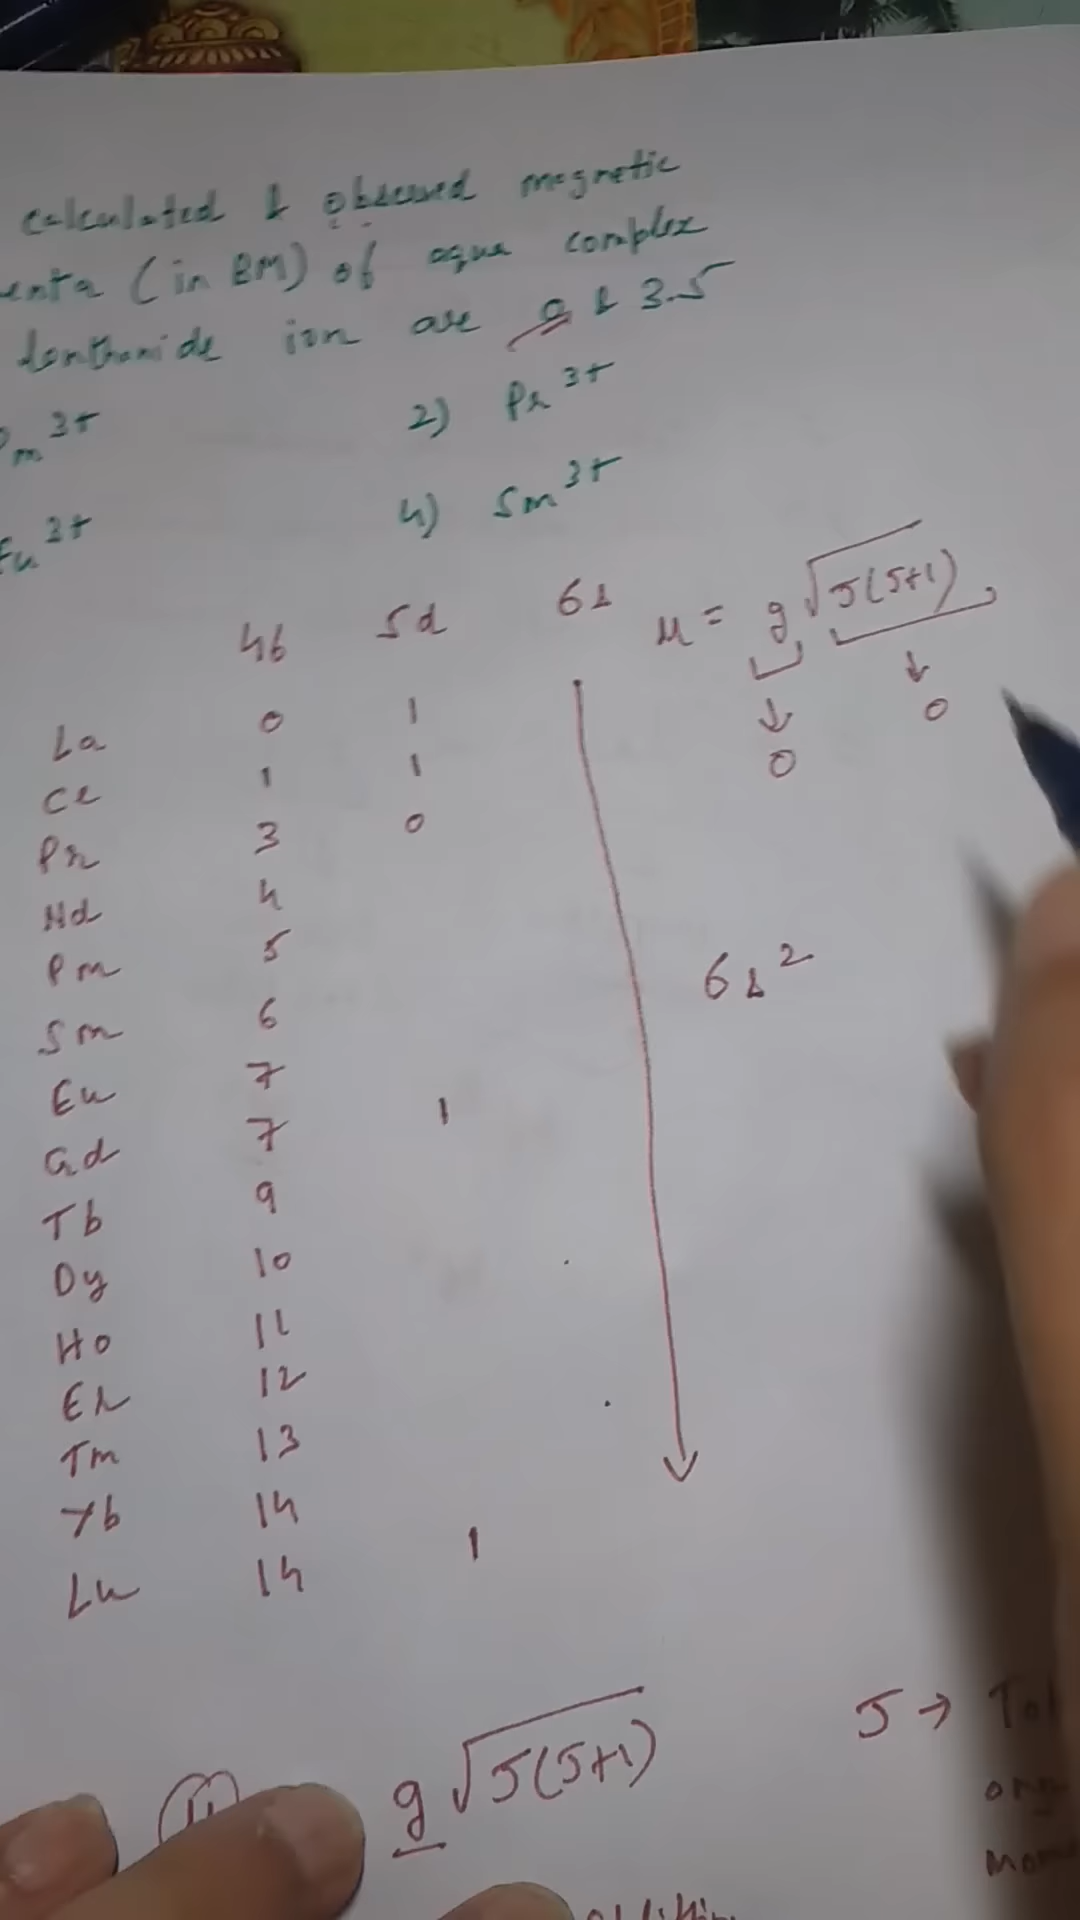 calculated & observed magnetic
(in BM) of aqua complex
lanthanide ion are 0 & 3.5
Pm 3+ 2) Pr 3+
Eu 3+ 4) Sm 3+
4f 5d 6s μ = g√J(J+1)
La 0 1 0
Ce 1 1 0
Pr 3 0
Nd 4
Pm 5 6s²
Sm 6
Eu 7
Gd 7 1
Tb 9
Dy 10
Ho 11
Er 12
Tm 13
Yb 14
Lu 14 1
g√J(J+1) J →